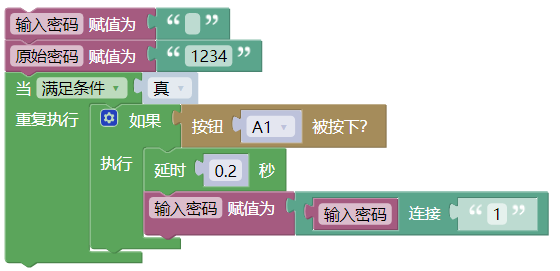 输入密码 赋值为 “ ”
原始密码 赋值为 “ 1234 ”
当 满足条件 真
重复执行 如果 按钮 A1 被按下?
执行 延时 0.2 秒
输入密码 赋值为 输入密码 连接 “ 1 ”